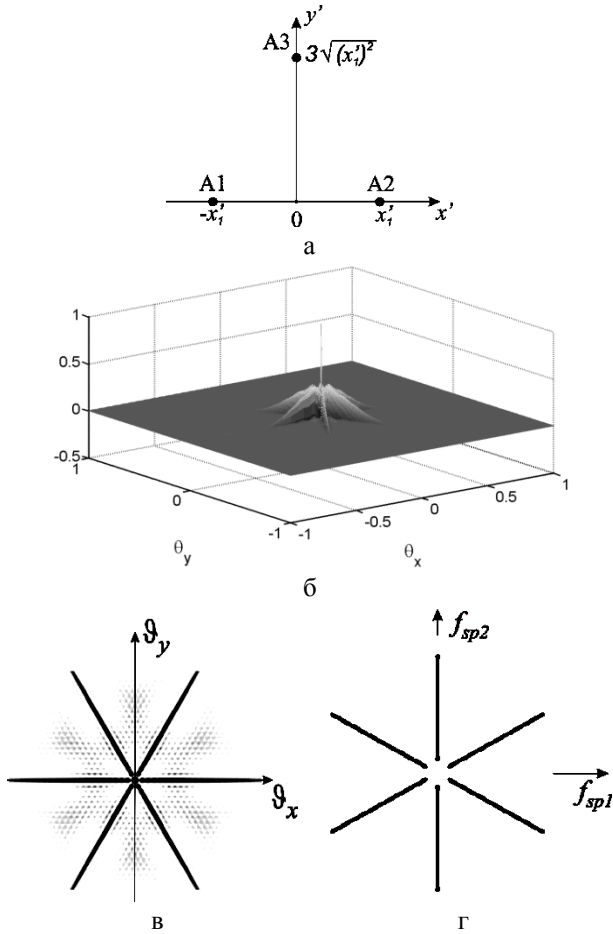 y'
A3 3√(x'₁)²
A1 A2
-x'₁ 0 x'₁ x'
а
1
0.5
0
-0.5
1
0
-1
-1
-0.5
0
0.5
1
θy
θx
б
ϑy
ϑx
fsp2
fsp1
в г